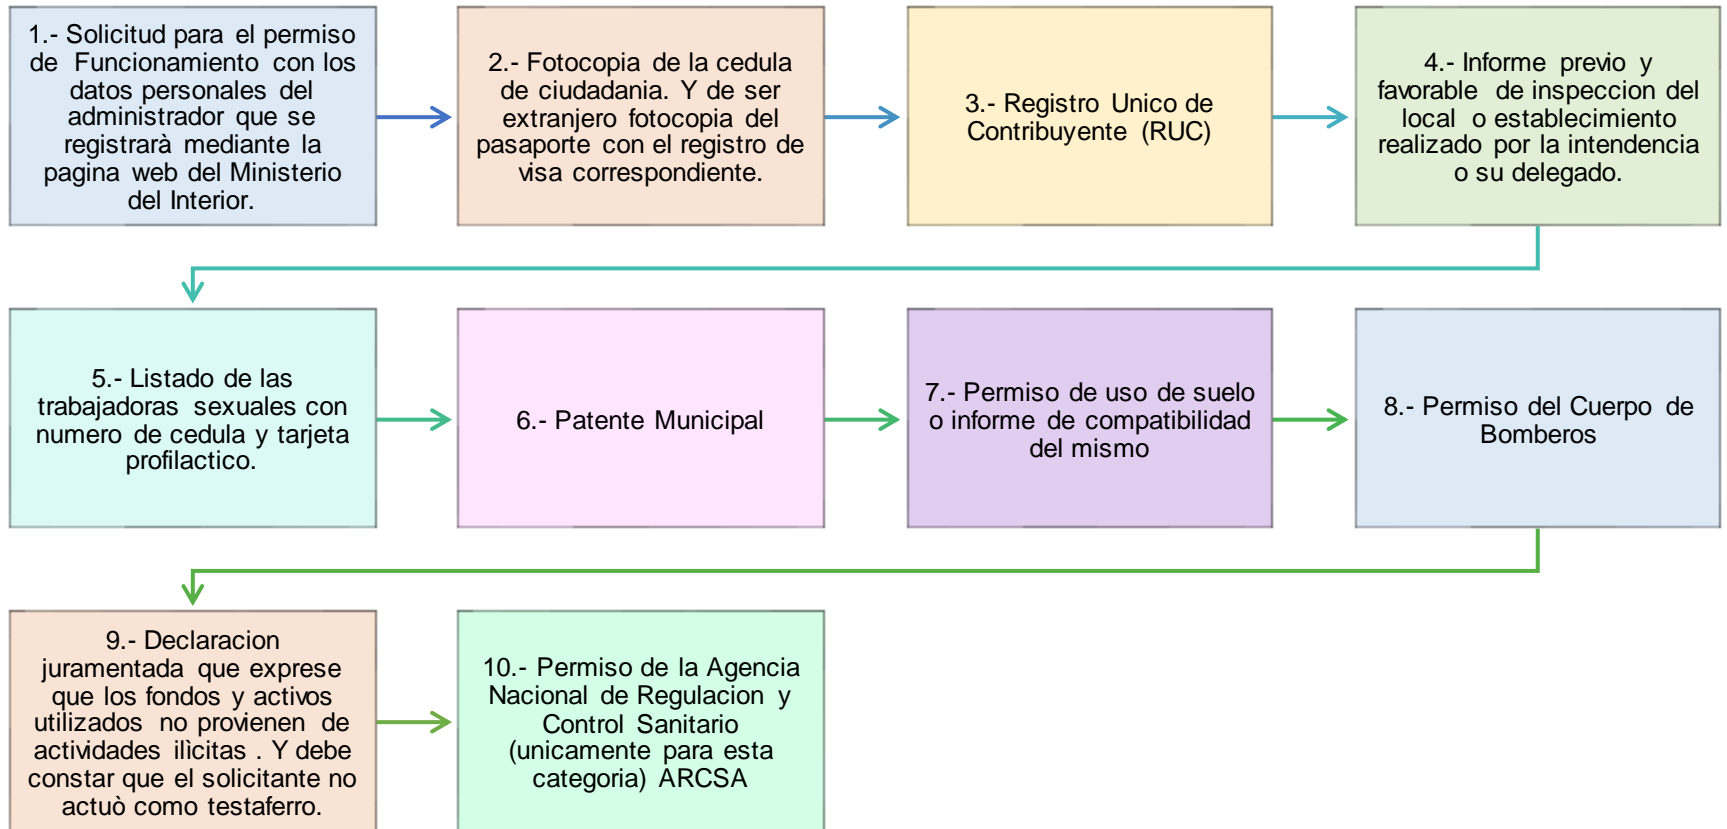 1.- Solicitud para el permiso
de Funcionamiento con los
datos personales del
administrador que se
registrarà mediante la
pagina web del Ministerio
del Interior.
2.- Fotocopia de la cedula
de ciudadania. Y de ser
extranjero fotocopia del
pasaporte con el registro de
visa correspondiente.
3.- Registro Unico de
Contribuyente (RUC)
4.- Informe previo y
favorable de inspeccion del
local o establecimiento
realizado por la intendencia
o su delegado.
5.- Listado de las
trabajadoras sexuales con
numero de cedula y tarjeta
profilactico.
6.- Patente Municipal
7.- Permiso de uso de suelo
o informe de compatibilidad
del mismo
8.- Permiso del Cuerpo de
Bomberos
9.- Declaracion
juramentada que exprese
que los fondos y activos
utilizados no provienen de
actividades ilìcitas . Y debe
constar que el solicitante no
actuò como testaferro.
10.- Permiso de la Agencia
Nacional de Regulacion y
Control Sanitario
(unicamente para esta
categoria) ARCSA